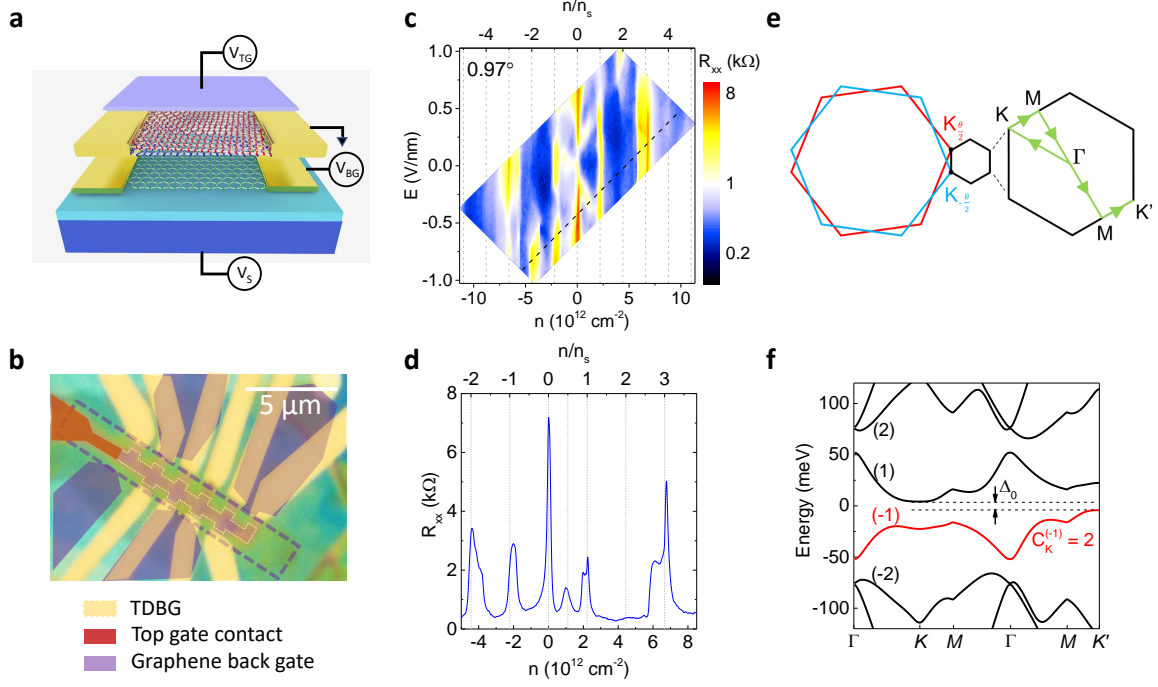 a
V_TG
V_BG
V_S
b
5 μm
TDBG
Top gate contact
Graphene back gate
c
n/n_s
-4 -2 0 2 4
0.97°
R_xx (kΩ)
8
1
0.2
1.0
0.5
0.0
-0.5
-1.0
E (V/nm)
-10 -5 0 5 10
n (10^12 cm^-2)
d
n/n_s
-2 -1 0 1 2 3
8
6
4
2
0
R_xx (kΩ)
-4 -2 0 2 4 6 8
n (10^12 cm^-2)
e
K_θ/2
K_-θ/2
M
K
Γ
K'
M
f
100
50
0
-50
-100
Energy (meV)
(2)
(1)
Δ_0
(-1)
C_K^(-1) = 2
(-2)
Γ K M Γ M K'